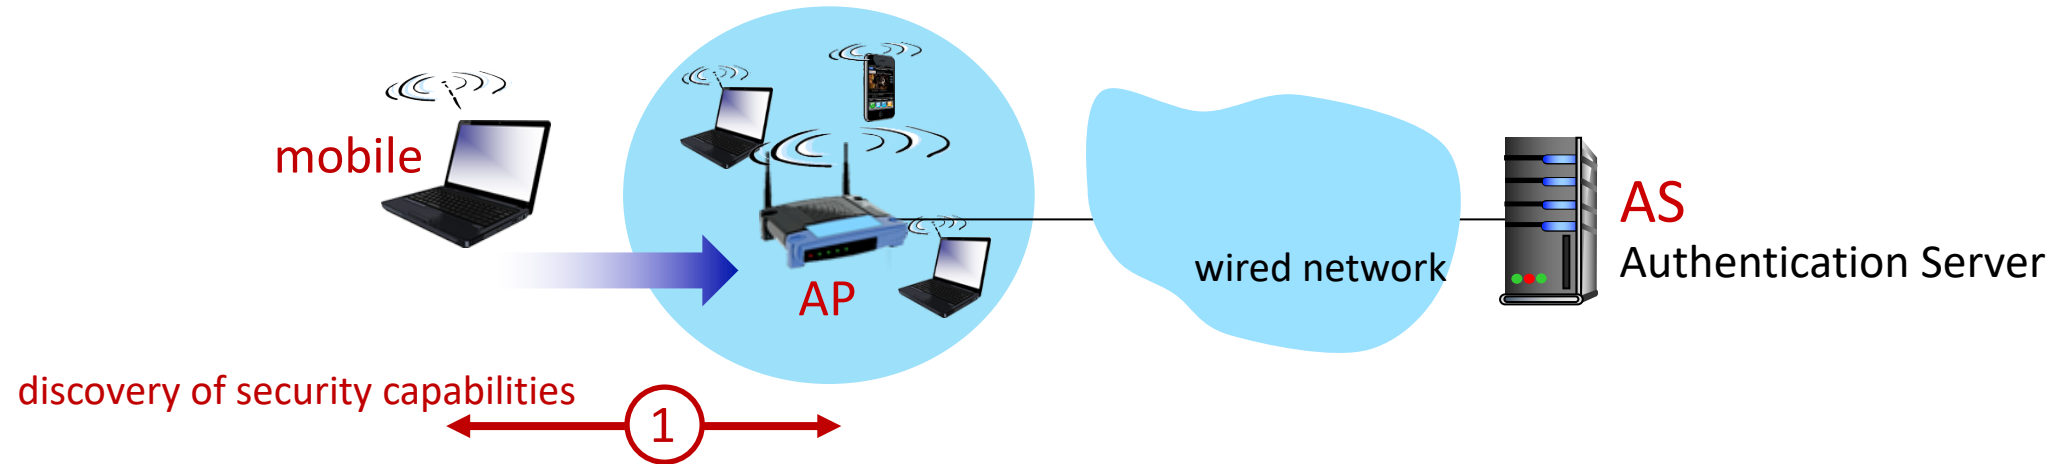 mobile
AP
wired network
AS
Authentication Server
discovery of security capabilities
1